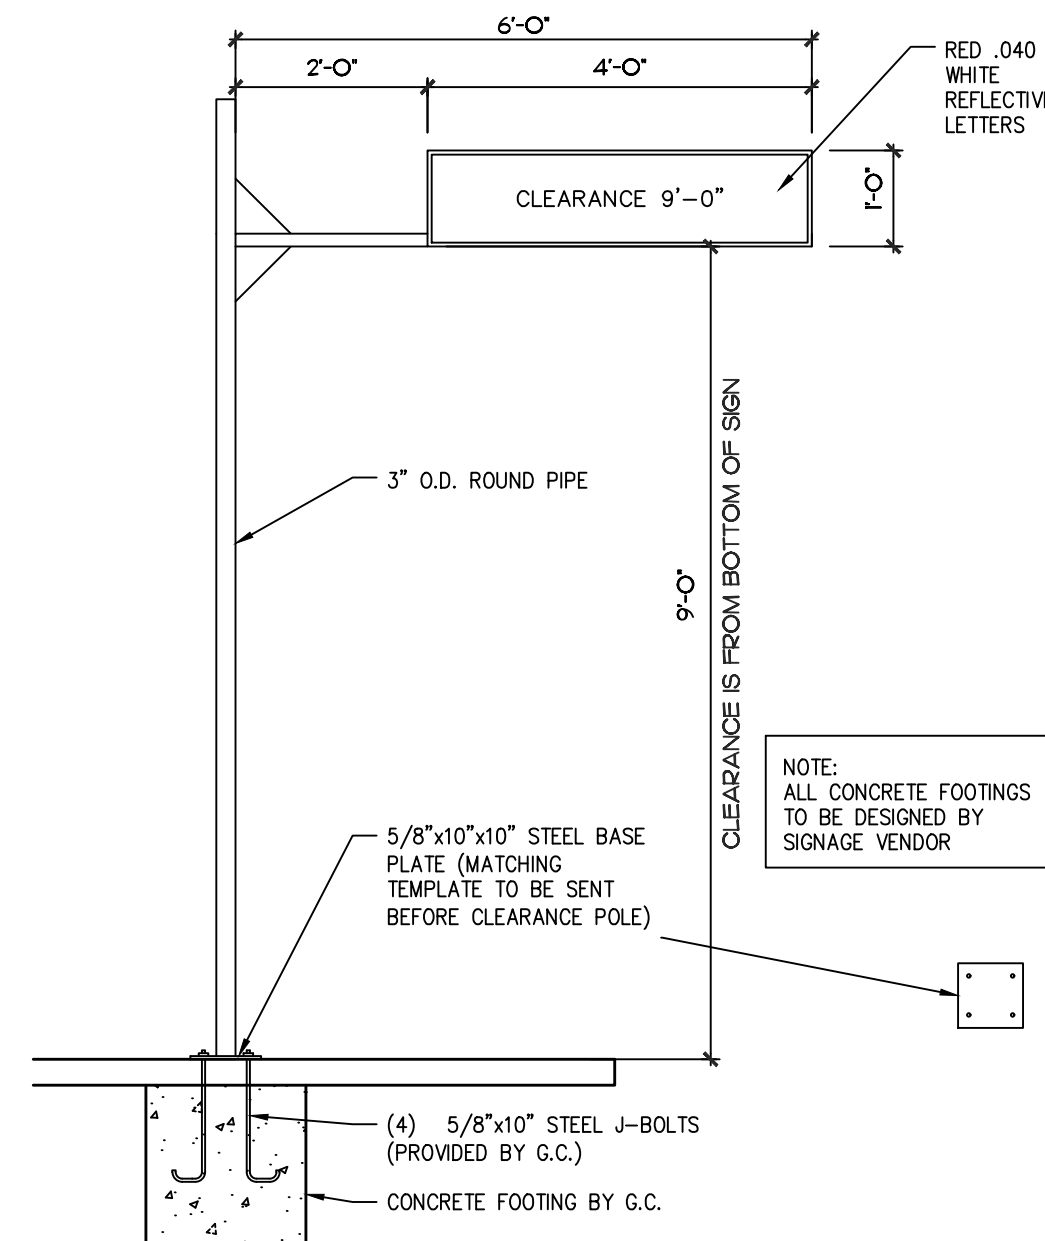 6'-0"
2'-0"
4'-0"
RED .040
WHITE
REFLECTIVE
LETTERS
CLEARANCE 9'-0"
1'-0"
3" O.D. ROUND PIPE
9'-0"
CLEARANCE IS FROM BOTTOM OF SIGN
NOTE:
ALL CONCRETE FOOTINGS
TO BE DESIGNED BY
SIGNAGE VENDOR
5/8"x10"x10" STEEL BASE
PLATE (MATCHING
TEMPLATE TO BE SENT
BEFORE CLEARANCE POLE)
(4) 5/8"x10" STEEL J-BOLTS
(PROVIDED BY G.C.)
CONCRETE FOOTING BY G.C.